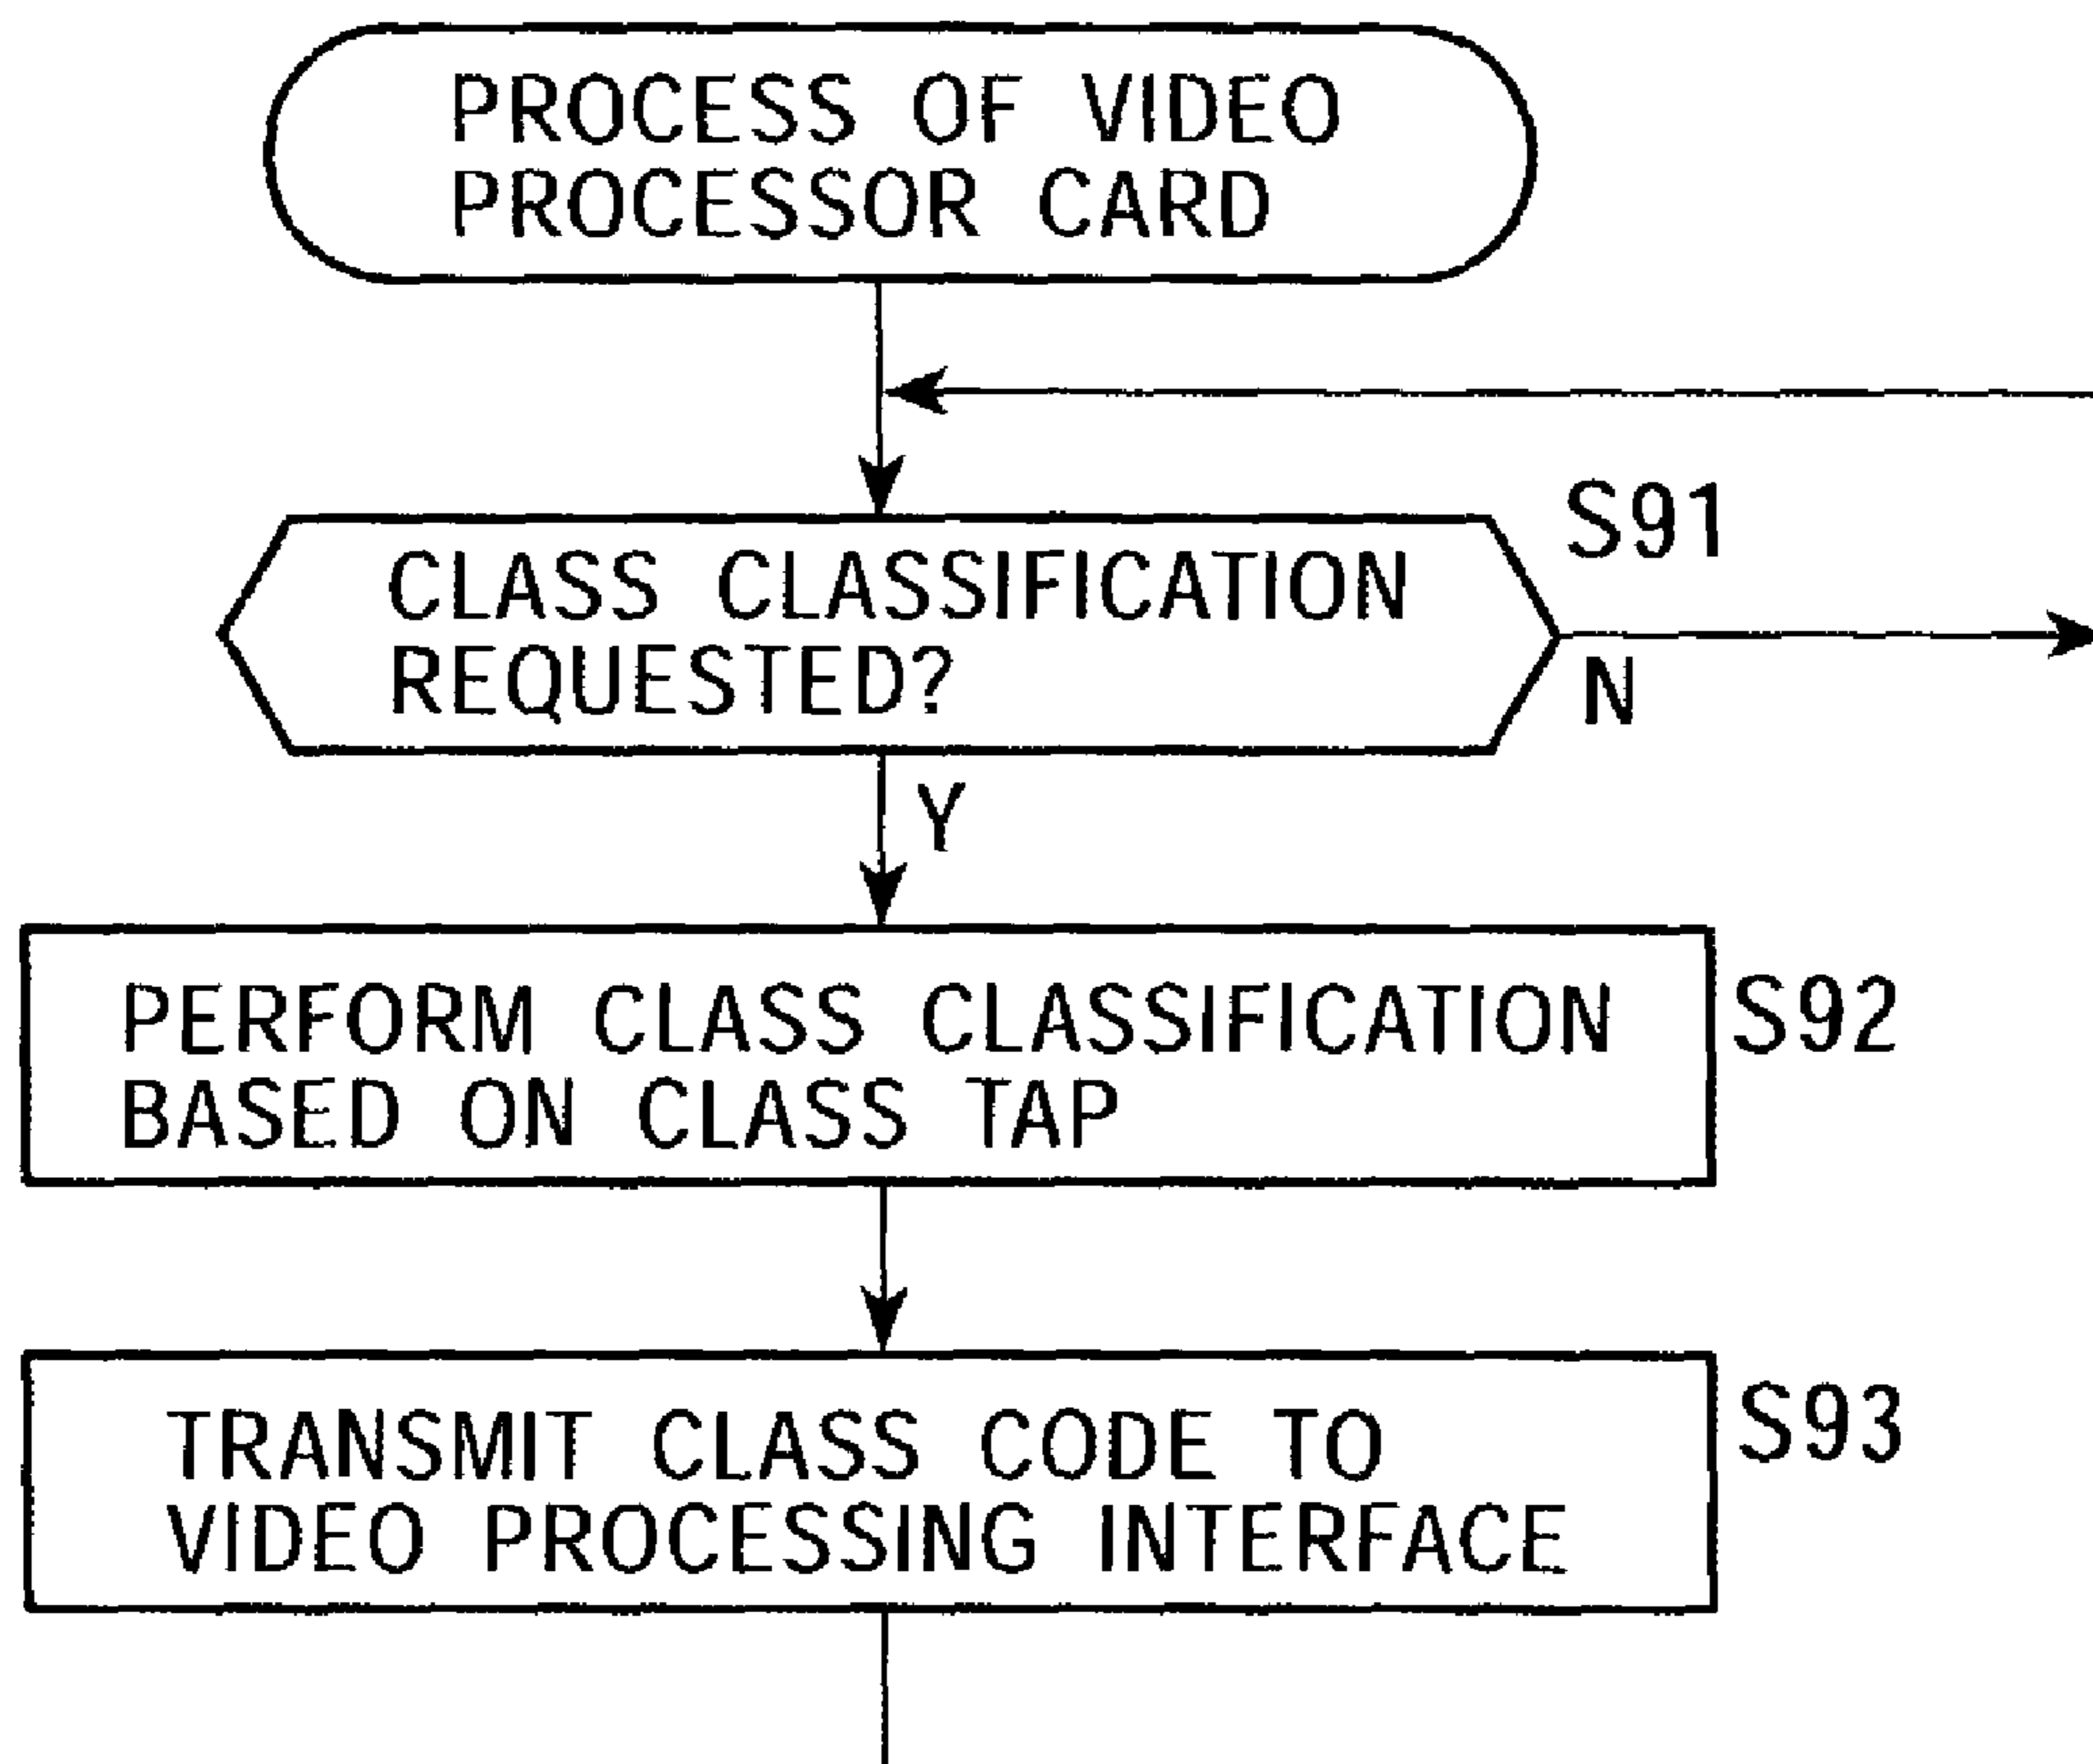 PROCESS OF VIDEO
PROCESSOR CARD
S91
CLASS CLASSIFICATION
REQUESTED?
N
Y
PERFORM CLASS CLASSIFICATION
BASED ON CLASS TAP
S92
TRANSMIT CLASS CODE TO
VIDEO PROCESSING INTERFACE
S93